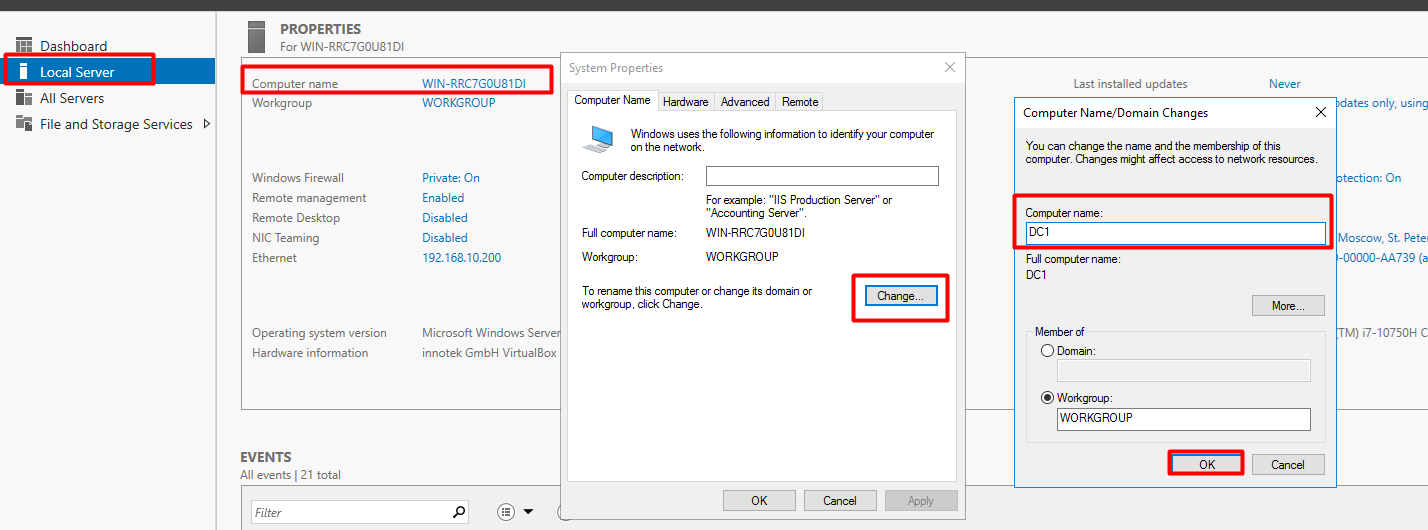 Dashboard
Local Server
All Servers
File and Storage Services
PROPERTIES
For WIN-RRC7G0U81DI
Computer name WIN-RRC7G0U81DI
Workgroup WORKGROUP
Windows Firewall Private: On
Remote management Enabled
Remote Desktop Disabled
NIC Teaming Disabled
Ethernet 192.168.10.200
Operating system version Microsoft Windows Server
Hardware information innotek GmbH VirtualBox
EVENTS
All events | 21 total
Filter
System Properties
Computer Name Hardware Advanced Remote
Windows uses the following information to identify your computer
on the network.
Computer description:
For example: "IIS Production Server" or
"Accounting Server".
Full computer name: WIN-RRC7G0U81DI
Workgroup: WORKGROUP
To rename this computer or change its domain or
workgroup, click Change.
Change...
OK Cancel Apply
Last installed updates Never
Computer Name/Domain Changes
You can change the name and the membership of this
computer. Changes might affect access to network resources.
Computer name:
DC1
Full computer name:
DC1
More...
Member of
Domain:
Workgroup:
WORKGROUP
OK Cancel
pdates only, using
otection: On
Moscow, St. Peter
-00000-AA739 (a
(TM) i7-10750H C